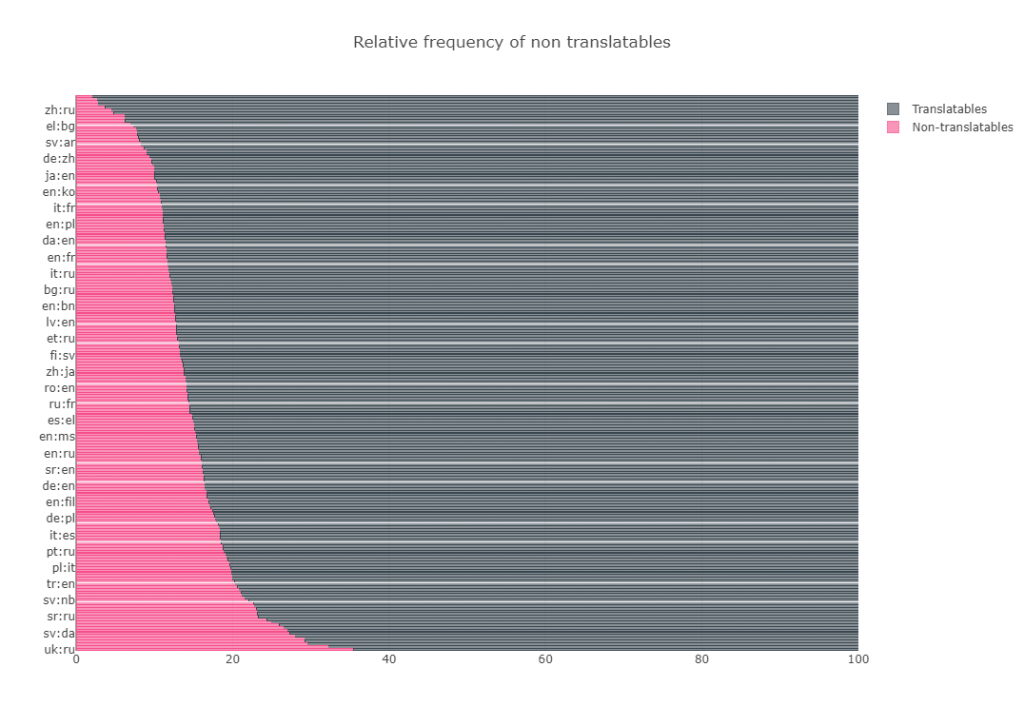 Relative frequency of non translatables
Translatables
Non-translatables
zh:ru
el:bg
sv:ar
de:zh
ja:en
en:ko
it:fr
en:pl
da:en
en:fr
it:ru
bg:ru
en:bn
lv:en
et:ru
fi:sv
zh:ja
ro:en
ru:fr
es:el
en:ms
en:ru
sr:en
de:en
en:fil
de:pl
it:es
pt:ru
pl:it
tr:en
sv:nb
sr:ru
sv:da
uk:ru
0 20 40 60 80 100